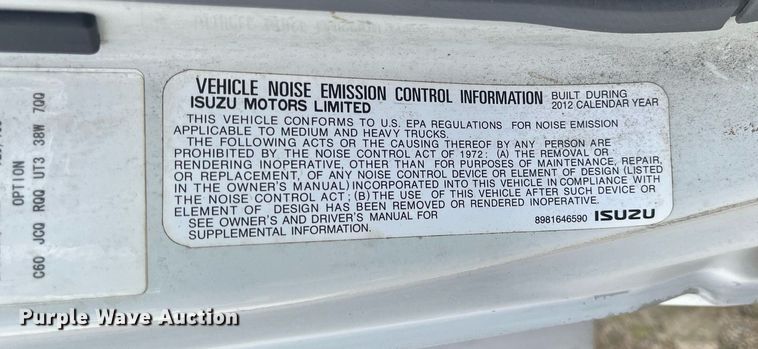 VEHICLE NOISE EMISSION CONTROL INFORMATION BUILT DURING
ISUZU MOTORS LIMITED 2012 CALENDAR YEAR
THIS VEHICLE CONFORMS TO U.S. EPA REGULATIONS FOR NOISE EMISSION
APPLICABLE TO MEDIUM AND HEAVY TRUCKS.
THE FOLLOWING ACTS OR THE CAUSING THEREOF BY ANY PERSON ARE
PROHIBITED BY THE NOISE CONTROL ACT OF 1972: (A) THE REMOVAL OR
RENDERING INOPERATIVE, OTHER THAN FOR PURPOSES OF MAINTENANCE, REPAIR,
OR REPLACEMENT, OF ANY NOISE CONTROL DEVICE OR ELEMENT OF DESIGN (LISTED
IN THE OWNER'S MANUAL) INCORPORATED INTO THIS VEHICLE IN COMPLIANCE WITH
THE NOISE CONTROL ACT; (B) THE USE OF THIS VEHICLE AFTER SUCH DEVICE OR
ELEMENT OF DESIGN HAS BEEN REMOVED OR RENDERED INOPERATIVE.
SEE OWNER'S AND DRIVER'S MANUAL FOR
SUPPLEMENTAL INFORMATION. 8981646590 ISUZU
OPTION
C60 JCQ RQQ UT3 38W 7QQ
Purple Wave Auction